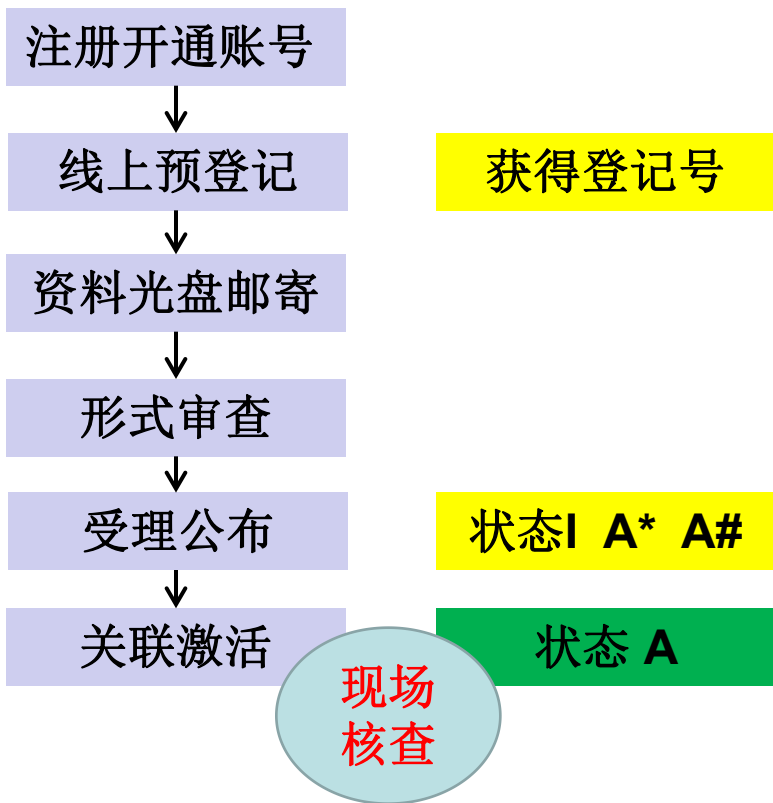 注册开通账号
线上预登记
获得登记号
资料光盘邮寄
形式审查
受理公布
状态I A* A#
关联激活
状态 A
现场
核查